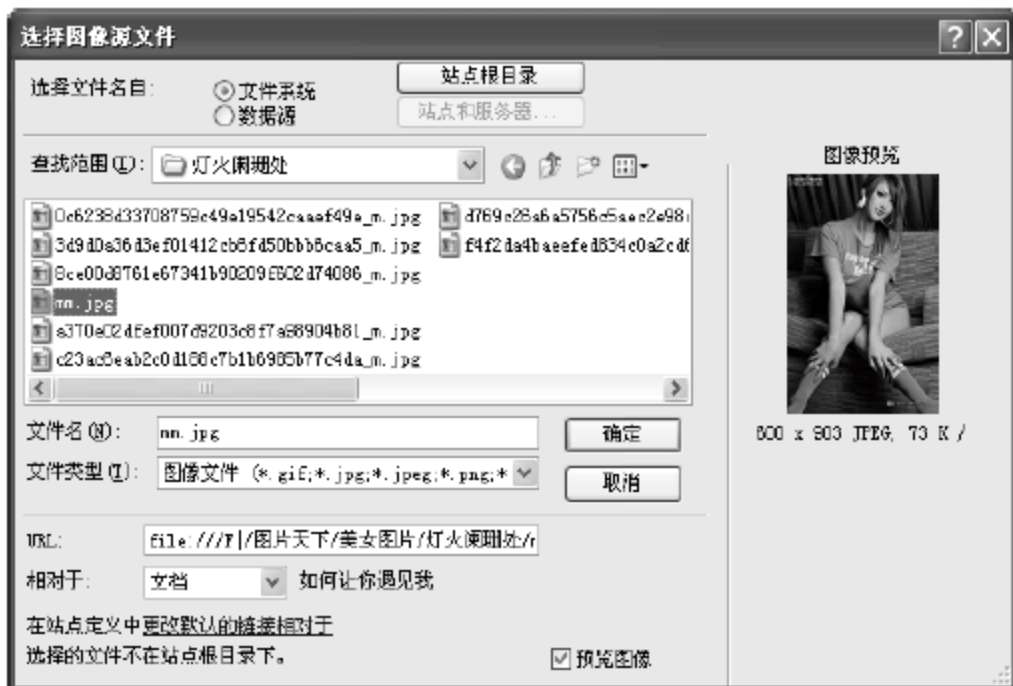 选择图像源文件
选择文件名自:
文件系统
数据源
站点根目录
站点和服务器...
查找范围(I):
灯火阑珊处
0c6238d33708759c49a19542caaef49e_m.jpg
3d9d0a36d3ef01412cb8fd50bbb8caa5_m.jpg
8ce00d8761e67341b90209f602d74086_m.jpg
mm.jpg
a370e02dfef007d9203c8f7a98904b81_m.jpg
c23ac8eab2c0d188c7b1b6985b77c4da_m.jpg
d769c28a6a5756c5aec2e98
f4f2da4baeefed834c0a2cd6
文件名(N):
mm.jpg
确定
文件类型(T):
图像文件 (*.gif;*.jpg;*.jpeg;*.png;*
取消
URL:
file:///F|/图片天下/美女图片/灯火阑珊处/
相对于:
文档
如何让你遇见我
在站点定义中更改默认的链接相对于
选择的文件不在站点根目录下。
预览图像
图像预览
600 x 903 JPEG, 73 K /